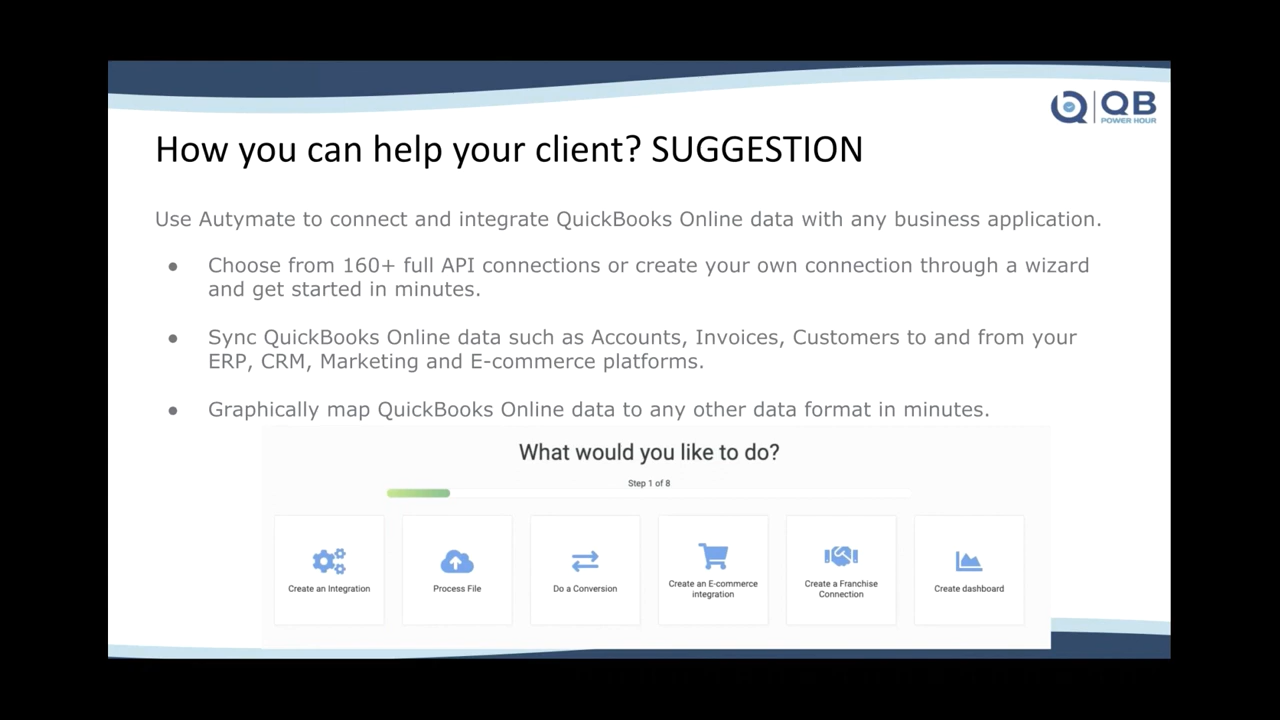 QB
POWER HOUR
How you can help your client? SUGGESTION
Use Autymate to connect and integrate QuickBooks Online data with any business application.
● Choose from 160+ full API connections or create your own connection through a wizard
and get started in minutes.
● Sync QuickBooks Online data such as Accounts, Invoices, Customers to and from your
ERP, CRM, Marketing and E-commerce platforms.
● Graphically map QuickBooks Online data to any other data format in minutes.
What would you like to do?
Step 1 of 8
Create an Integration
Process File
Do a Conversion
Create an E-commerce
integration
Create a Franchise
Connection
Create dashboard